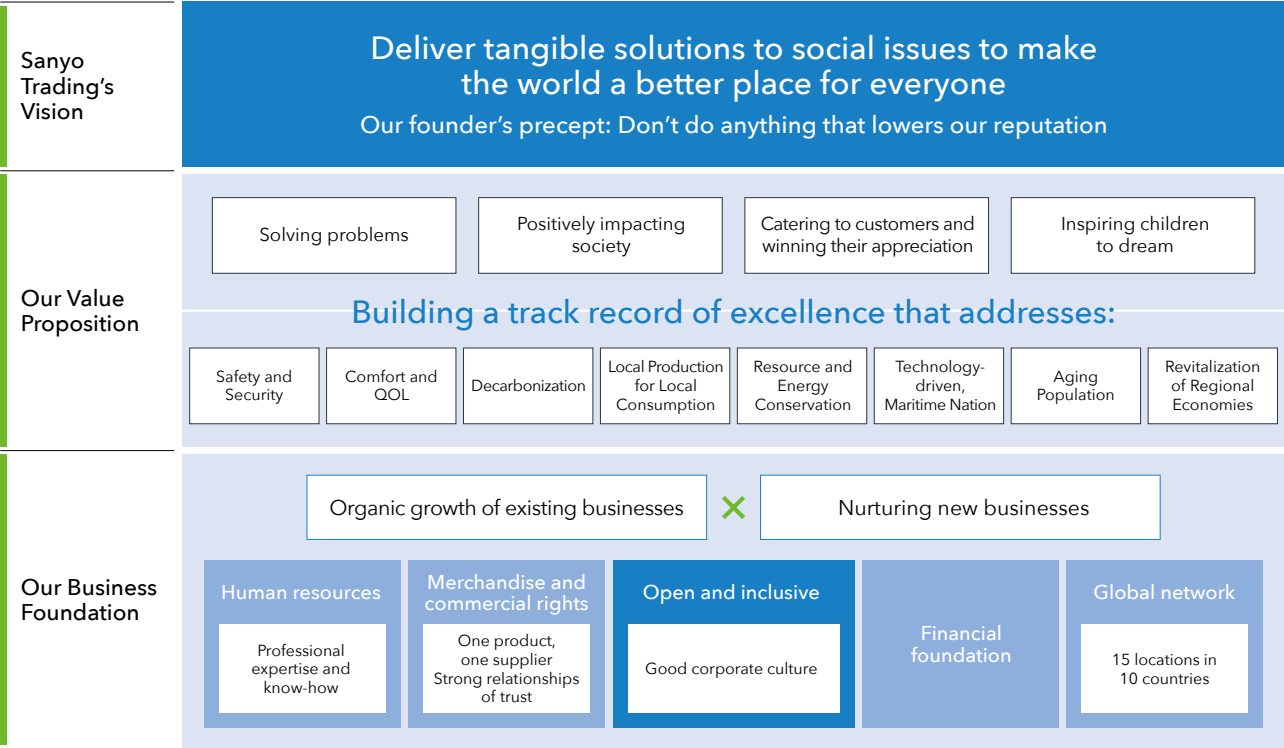 Sanyo
Trading's
Vision
Deliver tangible solutions to social issues to make
the world a better place for everyone
Our founder's precept: Don't do anything that lowers our reputation
Our Value
Proposition
Solving problems
Positively impacting
society
Catering to customers and
winning their appreciation
Inspiring children
to dream
Building a track record of excellence that addresses:
Safety and
Security
Comfort and
QOL
Decarbonization
Local Production
for Local
Consumption
Resource and
Energy
Conservation
Technology-
driven,
Maritime Nation
Aging
Population
Revitalization
of Regional
Economies
Our Business
Foundation
Organic growth of existing businesses
×
Nurturing new businesses
Human resources
Professional
expertise and
know-how
Merchandise and
commercial rights
One product,
one supplier
Strong relationships
of trust
Open and inclusive
Good corporate culture
Financial
foundation
Global network
15 locations in
10 countries